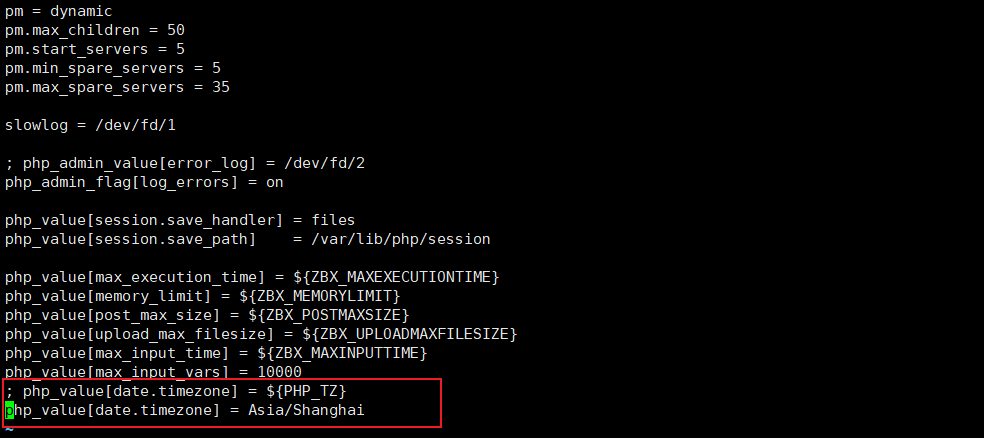 pm = dynamic
pm.max_children = 50
pm.start_servers = 5
pm.min_spare_servers = 5
pm.max_spare_servers = 35
slowlog = /dev/fd/1
; php_admin_value[error_log] = /dev/fd/2
php_admin_flag[log_errors] = on
php_value[session.save_handler] = files
php_value[session.save_path]    = /var/lib/php/session
php_value[max_execution_time] = ${ZBX_MAXEXECUTIONTIME}
php_value[memory_limit] = ${ZBX_MEMORYLIMIT}
php_value[post_max_size] = ${ZBX_POSTMAXSIZE}
php_value[upload_max_filesize] = ${ZBX_UPLOADMAXFILESIZE}
php_value[max_input_time] = ${ZBX_MAXINPUTTIME}
php_value[max_input_vars] = 10000
; php_value[date.timezone] = ${PHP_TZ}
php_value[date.timezone] = Asia/Shanghai
~